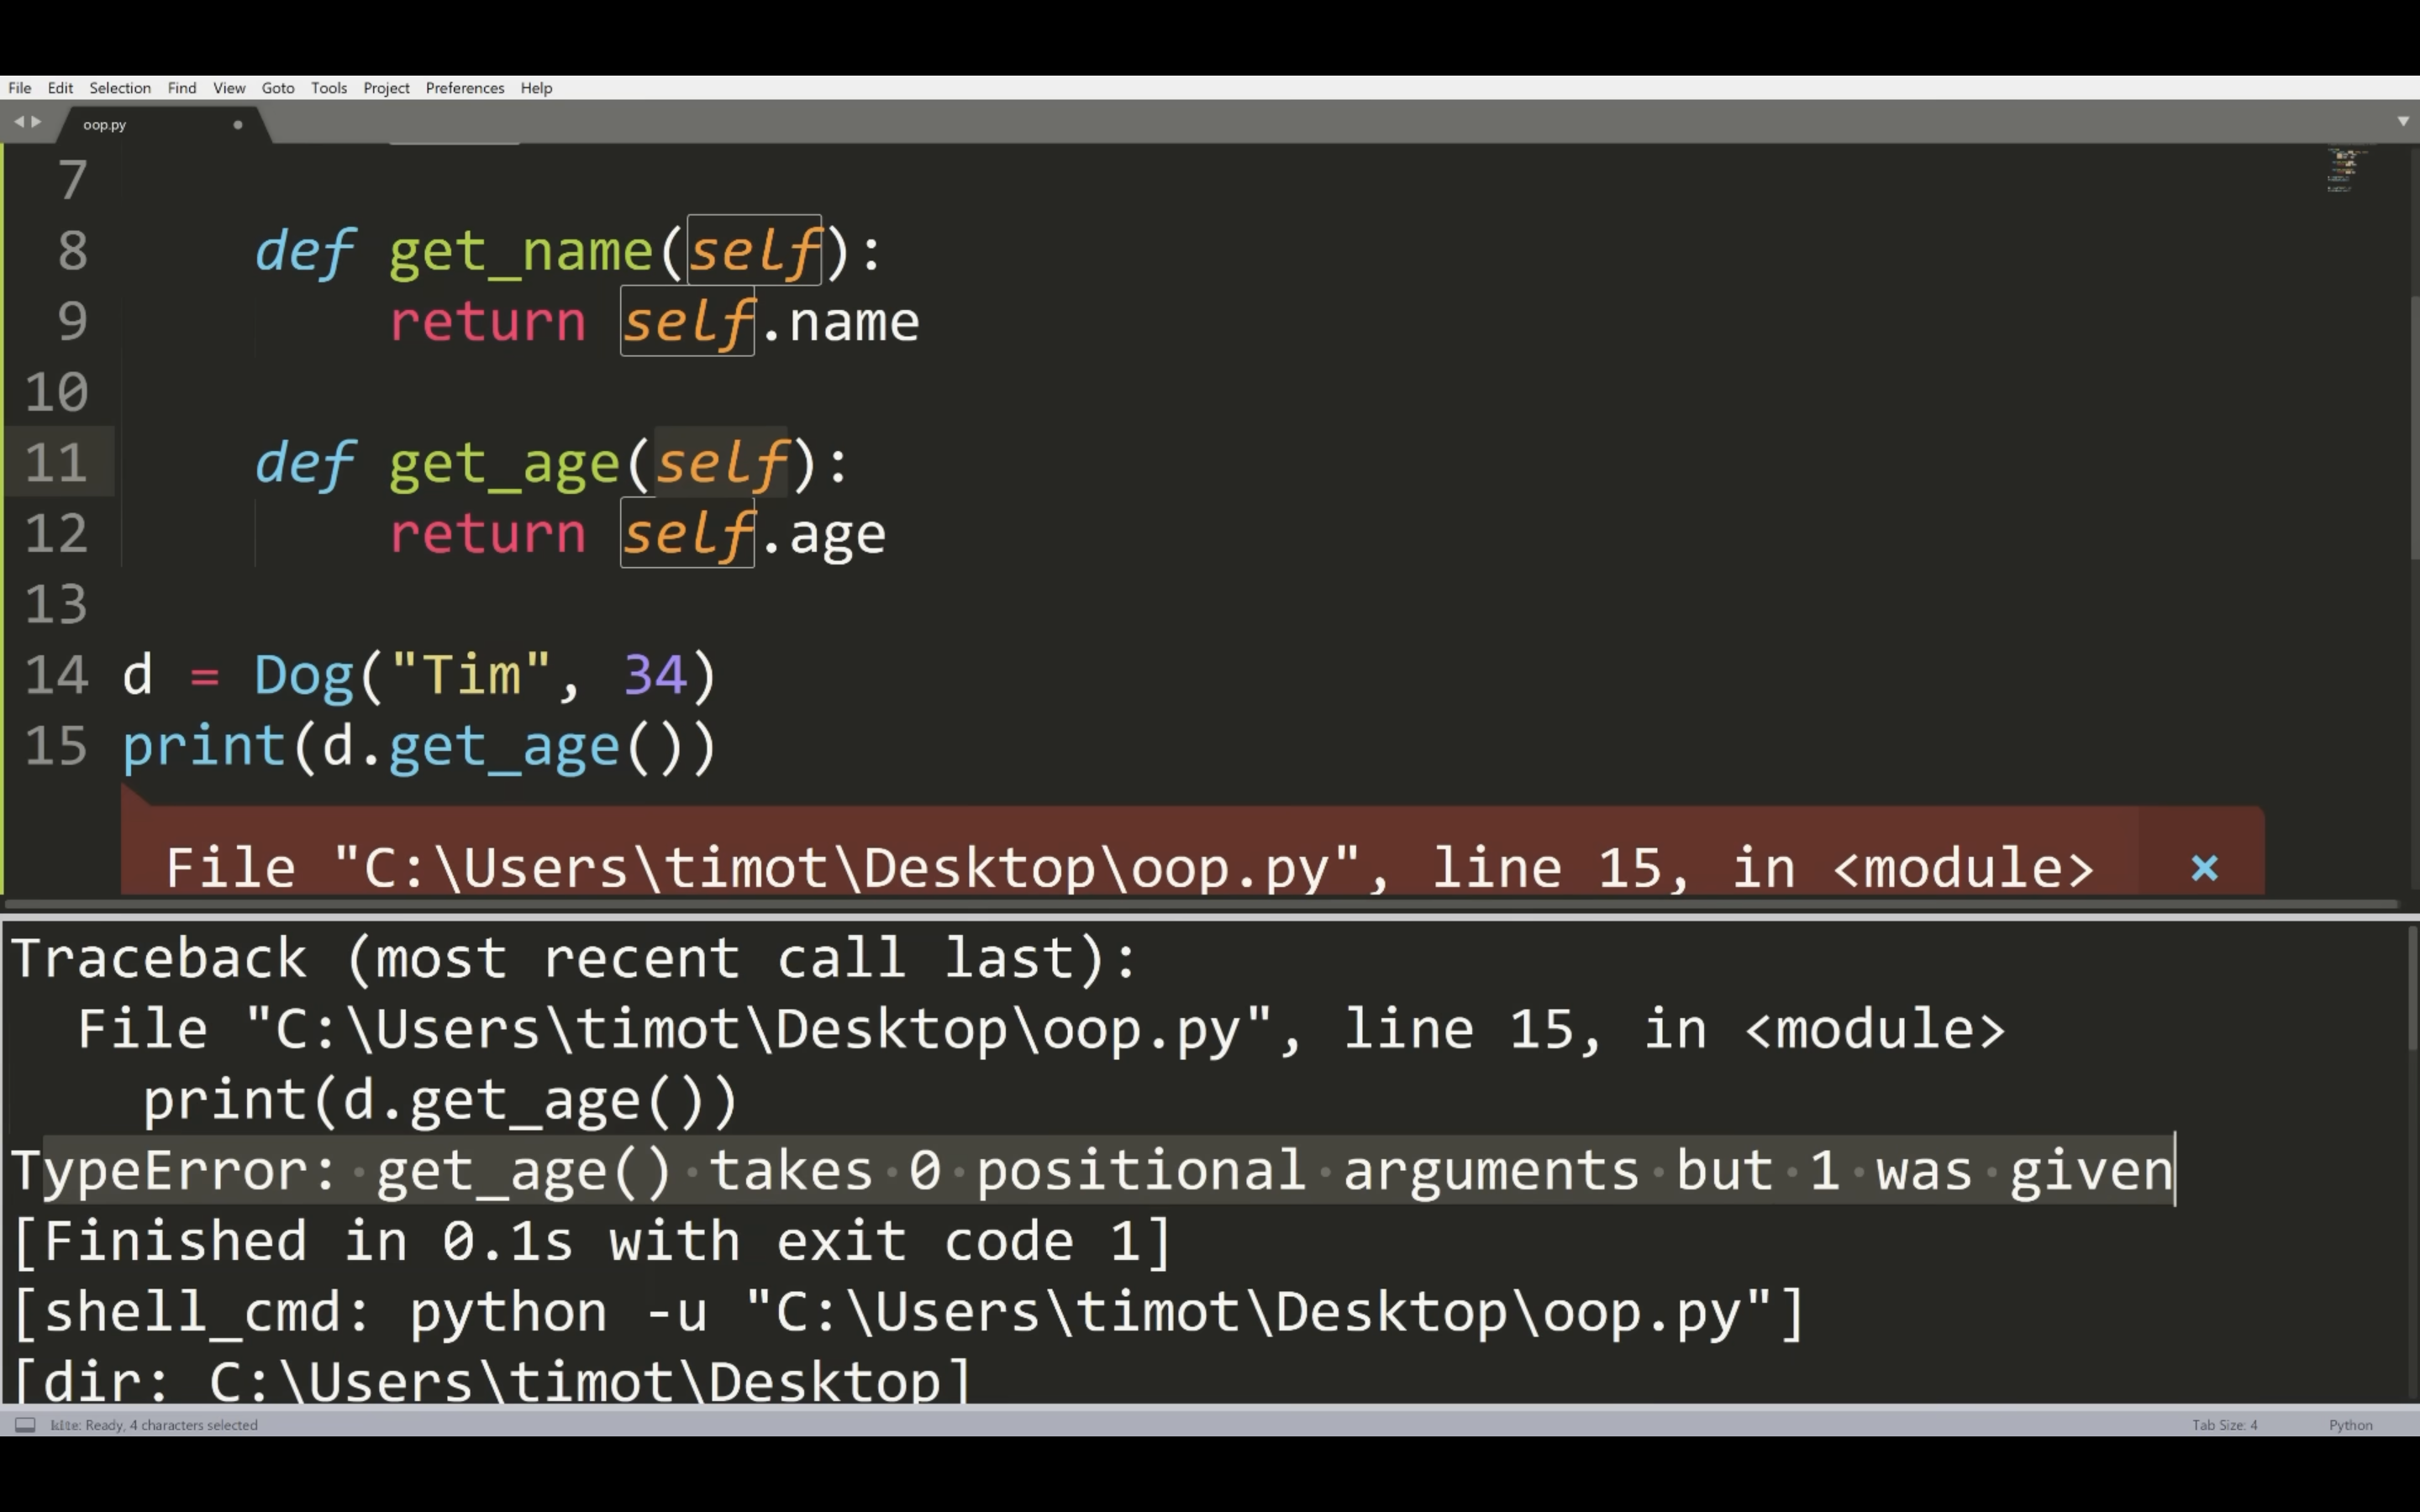 File Edit Selection Find View Goto Tools Project Preferences Help
oop.py
7
8 def get_name(self):
9 return self.name
10
11 def get_age(self):
12 return self.age
13
14 d = Dog("Tim", 34)
15 print(d.get_age())
File "C:\Users\timot\Desktop\oop.py", line 15, in <module> ×
Traceback (most recent call last):
File "C:\Users\timot\Desktop\oop.py", line 15, in <module>
print(d.get_age())
TypeError: get_age() takes 0 positional arguments but 1 was given
[Finished in 0.1s with exit code 1]
[shell_cmd: python -u "C:\Users\timot\Desktop\oop.py"]
[dir: C:\Users\timot\Desktop]
Ready, 4 characters selected Tab Size: 4 Python